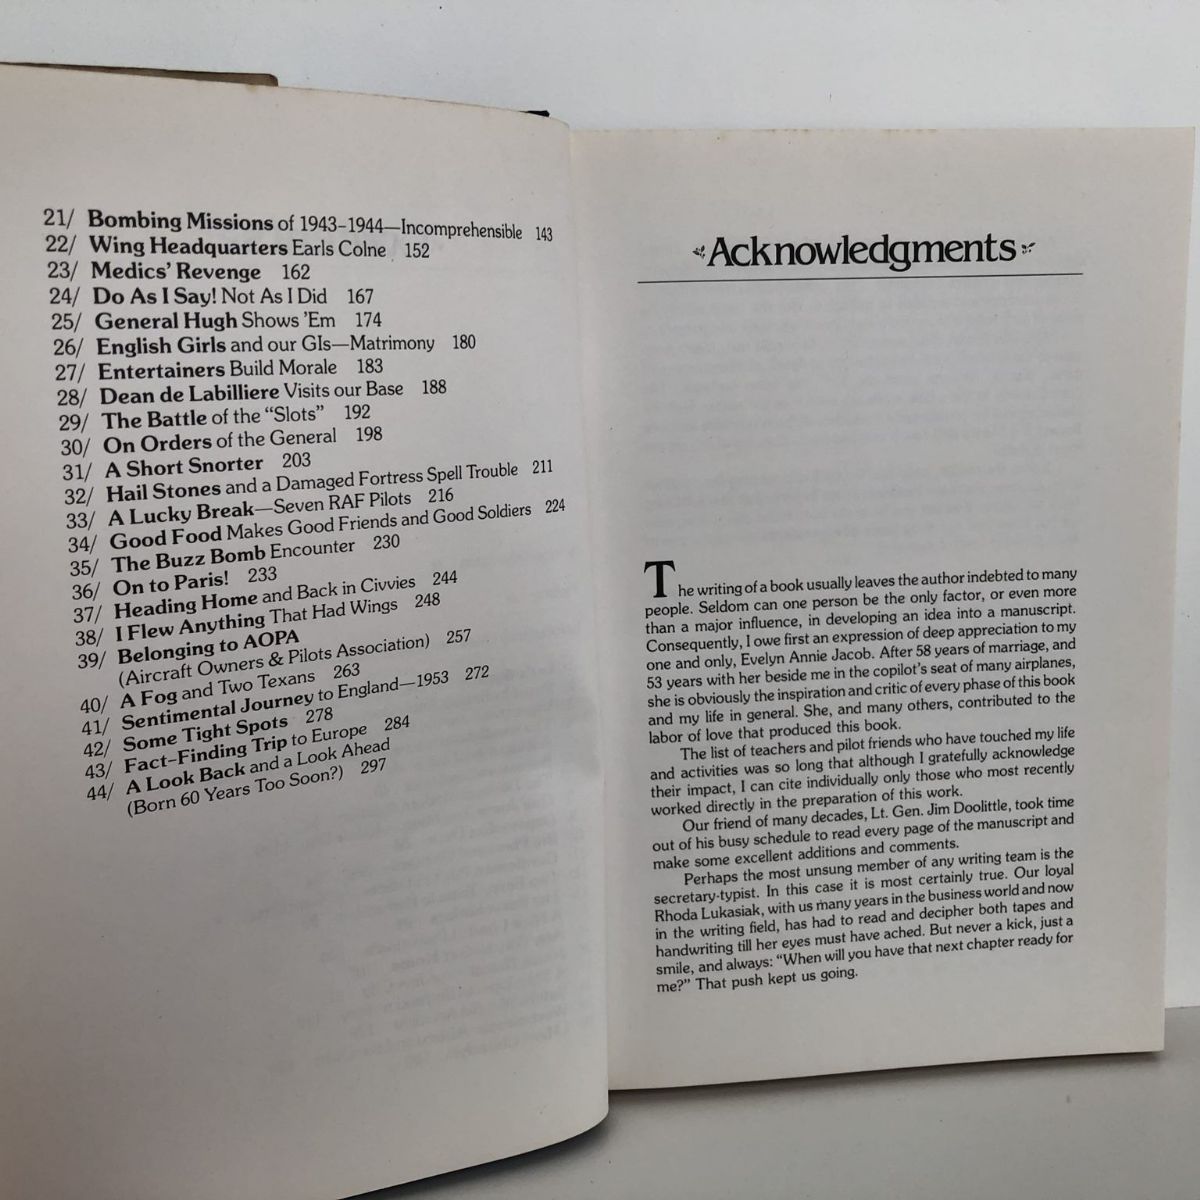 21/ Bombing Missions of 1943–1944—Incomprehensible 143
22/ Wing Headquarters Earls Colne 152
23/ Medics' Revenge 162
24/ Do As I Say! Not As I Did 167
25/ General Hugh Shows 'Em 174
26/ English Girls and our GIs—Matrimony 180
27/ Entertainers Build Morale 183
28/ Dean de Labilliere Visits our Base 188
29/ The Battle of the “Slots” 192
30/ On Orders of the General 198
31/ A Short Snorter 203
32/ Hail Stones and a Damaged Fortress Spell Trouble 211
33/ A Lucky Break—Seven RAF Pilots 216
34/ Good Food Makes Good Friends and Good Soldiers 224
35/ The Buzz Bomb Encounter 230
36/ On to Paris! 233
37/ Heading Home and Back in Civvies 244
38/ I Flew Anything That Had Wings 248
39/ Belonging to AOPA
(Aircraft Owners & Pilots Association) 257
40/ A Fog and Two Texans 263
41/ Sentimental Journey to England—1953 272
42/ Some Tight Spots 278
43/ Fact-Finding Trip to Europe 284
44/ A Look Back and a Look Ahead
(Born 60 Years Too Soon?) 297
Acknowledgments
The writing of a book usually leaves the author indebted to many
people. Seldom can one person be the only factor, or even more
than a major influence, in developing an idea into a manuscript.
Consequently, I owe first an expression of deep appreciation to my
one and only, Evelyn Annie Jacob. After 58 years of marriage, and
53 years with her beside me in the copilot's seat of many airplanes,
she is obviously the inspiration and critic of every phase of this book
and my life in general. She, and many others, contributed to the
labor of love that produced this book.
The list of teachers and pilot friends who have touched my life
and activities was so long that although I gratefully acknowledge
their impact, I can cite individually only those who most recently
worked directly in the preparation of this work.
Our friend of many decades, Lt. Gen. Jim Doolittle, took time
out of his busy schedule to read every page of the manuscript and
make some excellent additions and comments.
Perhaps the most unsung member of any writing team is the
secretary-typist. In this case it is most certainly true. Our loyal
Rhoda Lukasiak, with us many years in the business world and now
in the writing field, has had to read and decipher both tapes and
handwriting till her eyes must have ached. But never a kick, just a
smile, and always: “When will you have that next chapter ready for
me?” That push kept us going.